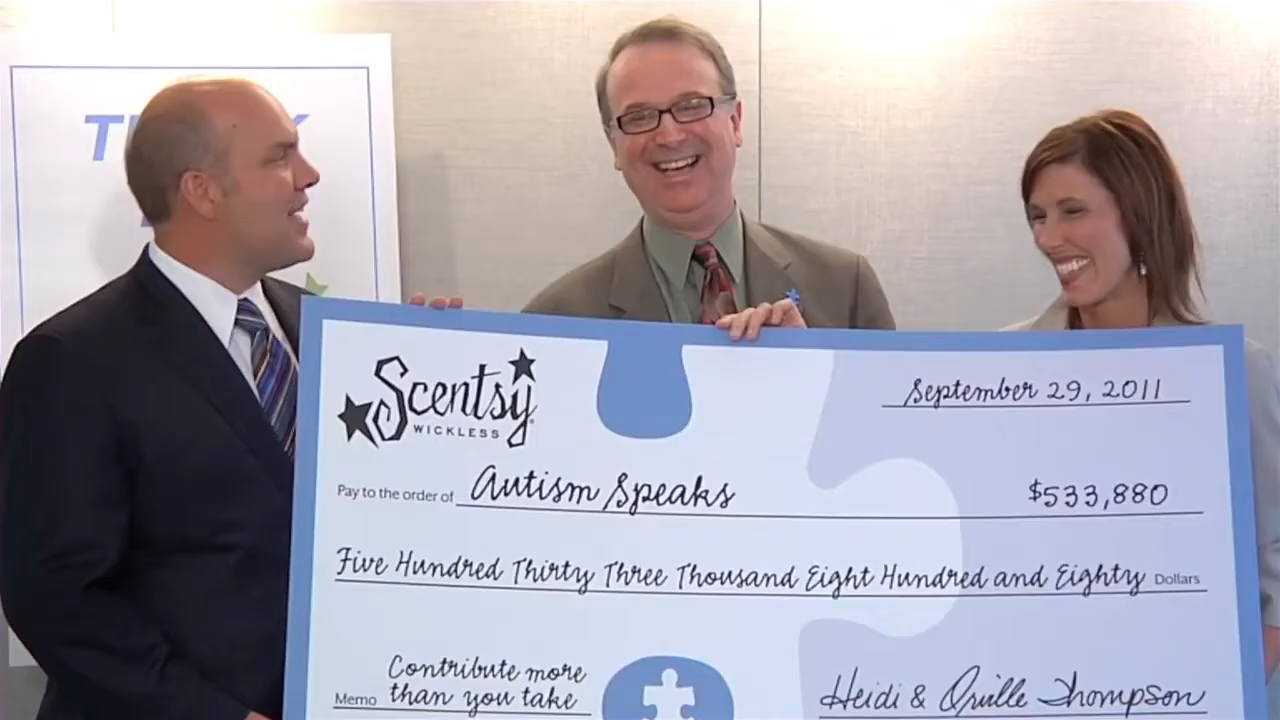 Scentsy
WICKLESS
September 29, 2011
Pay to the order of Autism Speaks $533,880
Five Hundred Thirty Three Thousand Eight Hundred and Eighty Dollars
Contribute more
Memo than you take
Heidi & Orville Thompson